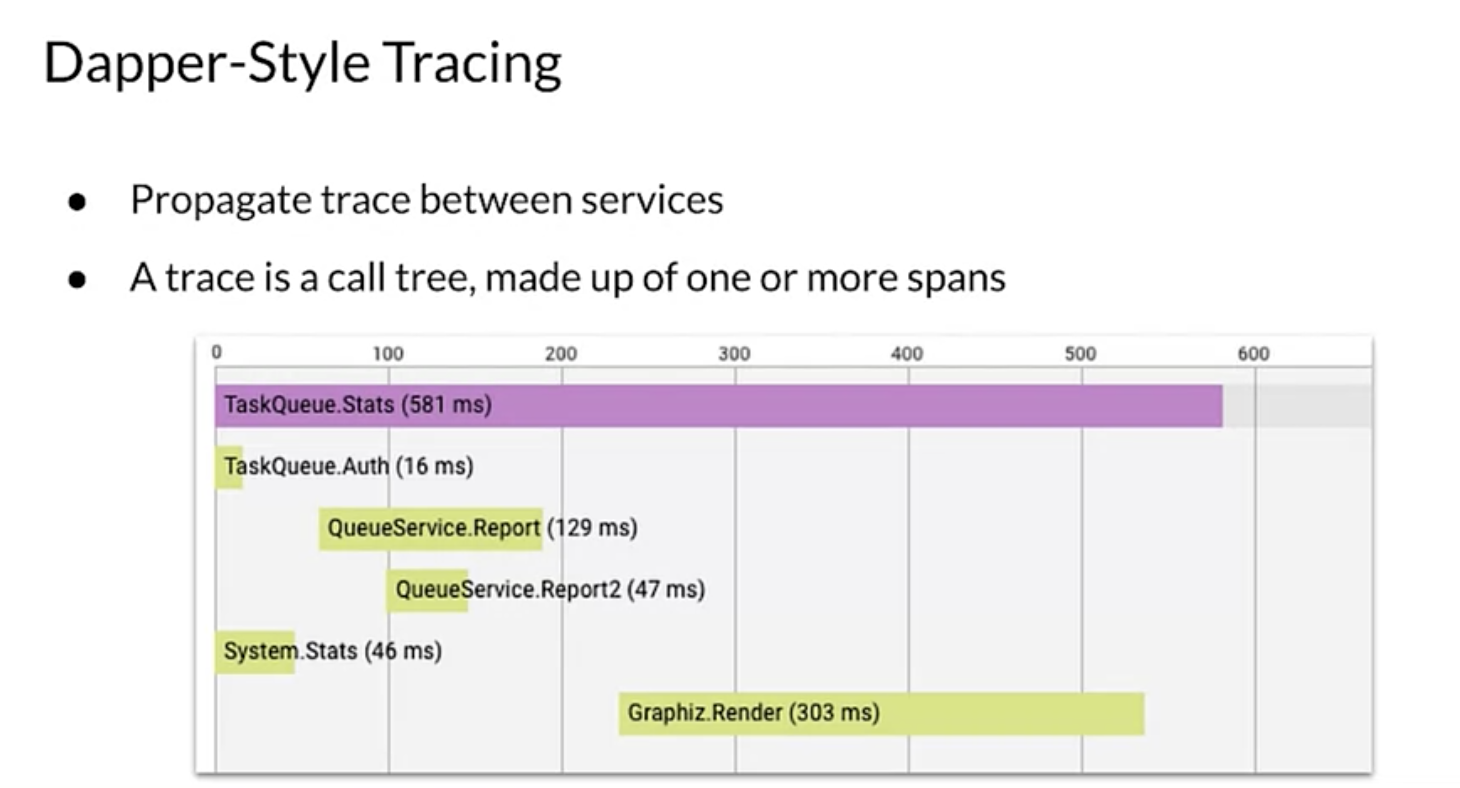 Dapper-Style Tracing
● Propagate trace between services
● A trace is a call tree, made up of one or more spans
0 100 200 300 400 500 600
TaskQueue.Stats (581 ms)
TaskQueue.Auth (16 ms)
QueueService.Report (129 ms)
QueueService.Report2 (47 ms)
System.Stats (46 ms)
Graphiz.Render (303 ms)